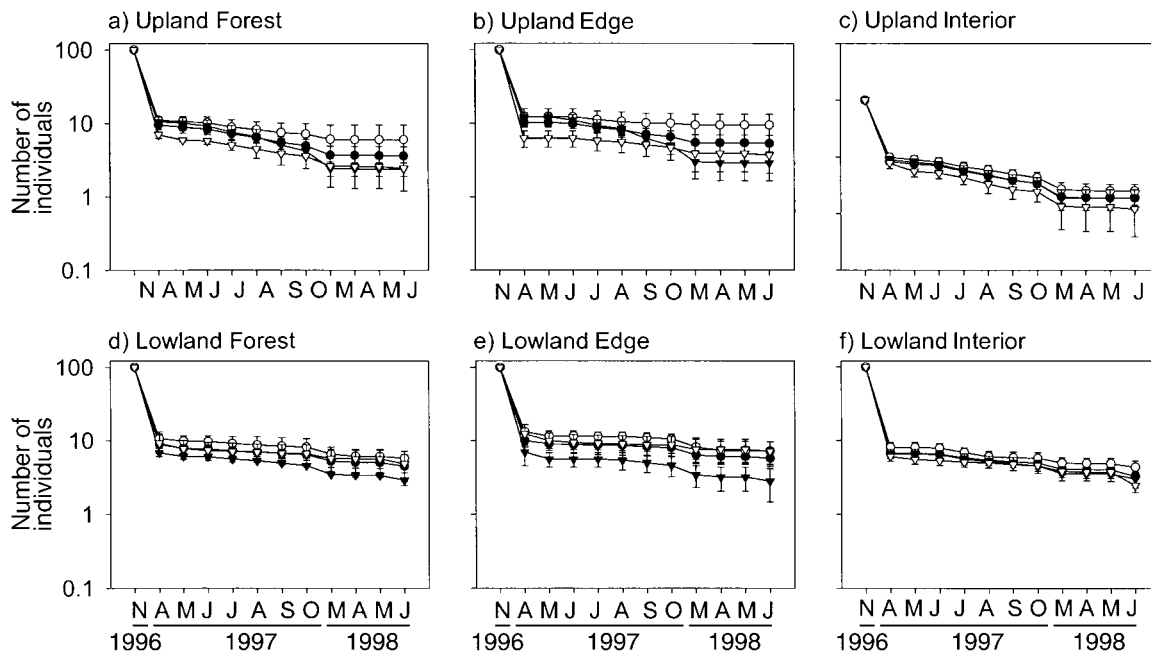 a) Upland Forest
b) Upland Edge
c) Upland Interior
Number of
individuals
100
10
1
0.1
N A M J J A S O M A M J
N A M J J A S O M A M J
N A M J J A S O M A M J
d) Lowland Forest
e) Lowland Edge
f) Lowland Interior
Number of
individuals
100
10
1
0.1
N A M J J A S O M A M J
N A M J J A S O M A M J
N A M J J A S O M A M J
1996 1997 1998
1996 1997 1998
1996 1997 1998